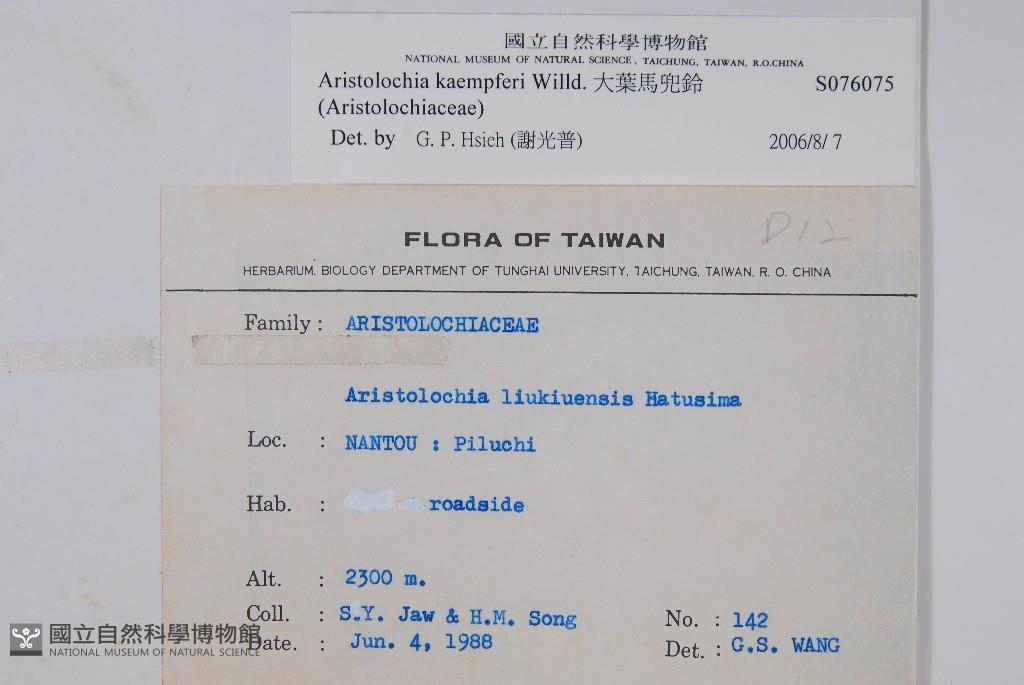 國立自然科學博物館
NATIONAL MUSEUM OF NATURAL SCIENCE, TAICHUNG, TAIWAN, R.O.CHINA
Aristolochia kaempferi Willd. 大葉馬兜鈴 S076075
(Aristolochiaceae)
Det. by G. P. Hsieh (謝光普) 2006/8/ 7
D12
FLORA OF TAIWAN
HERBARIUM, BIOLOGY DEPARTMENT OF TUNGHAI UNIVERSITY, TAICHUNG, TAIWAN, R. O. CHINA
Family : ARISTOLOCHIACEAE
Aristolochia liukiuensis Hatusima
Loc. : NANTOU : Piluchi
Hab. : roadside
Alt. : 2300 m.
Coll. : S.Y. Jaw & H.M. Song No. : 142
Date. : Jun. 4, 1988 Det. : G.S. WANG
國立自然科學博物館
NATIONAL MUSEUM OF NATURAL SCIENCE